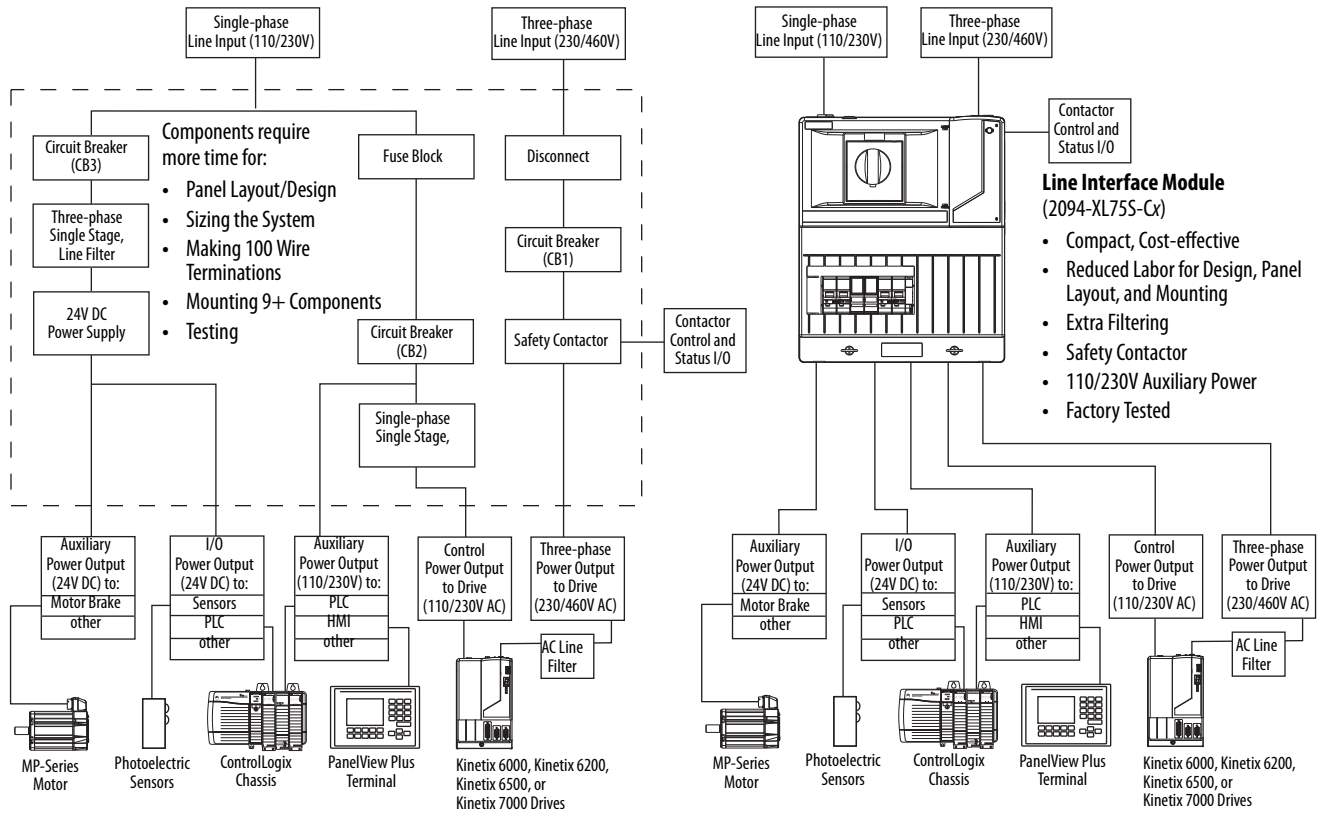 Single-phase
Line Input (110/230V)
Three-phase
Line Input (230/460V)
Circuit Breaker
(CB3)
Three-phase
Single Stage,
Line Filter
24V DC
Power Supply
Components require
more time for:
• Panel Layout/Design
• Sizing the System
• Making 100 Wire
Terminations
• Mounting 9+ Components
• Testing
Fuse Block
Circuit Breaker
(CB2)
Single-phase
Single Stage,
Disconnect
Circuit Breaker
(CB1)
Safety Contactor
Contactor
Control and
Status I/O
Auxiliary
Power Output
(24V DC) to:
Motor Brake
other
I/O
Power Output
(24V DC) to:
Sensors
PLC
other
Auxiliary
Power Output
(110/230V) to:
PLC
HMI
other
Control
Power Output
to Drive
(110/230V AC)
Three-phase
Power Output
to Drive
(230/460V AC)
AC Line
Filter
MP-Series
Motor
Photoelectric
Sensors
ControlLogix
Chassis
PanelView Plus
Terminal
Kinetix 6000, Kinetix 6200,
Kinetix 6500, or
Kinetix 7000 Drives
Single-phase
Line Input (110/230V)
Three-phase
Line Input (230/460V)
Contactor
Control and
Status I/O
Line Interface Module
(2094-XL75S-Cx)
• Compact, Cost-effective
• Reduced Labor for Design, Panel
Layout, and Mounting
• Extra Filtering
• Safety Contactor
• 110/230V Auxiliary Power
• Factory Tested
Auxiliary
Power Output
(24V DC) to:
Motor Brake
other
I/O
Power Output
(24V DC) to:
Sensors
PLC
other
Auxiliary
Power Output
(110/230V) to:
PLC
HMI
other
Control
Power Output
to Drive
(110/230V AC)
Three-phase
Power Output
to Drive
(230/460V AC)
AC Line
Filter
MP-Series
Motor
Photoelectric
Sensors
ControlLogix
Chassis
PanelView Plus
Terminal
Kinetix 6000, Kinetix 6200,
Kinetix 6500, or
Kinetix 7000 Drives